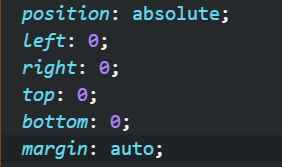 position: absolute;
left: 0;
right: 0;
top: 0;
bottom: 0;
margin: auto;